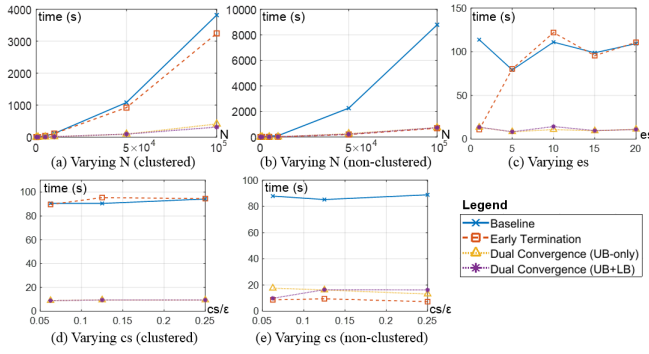 time (s)
4000
3000
2000
1000
0
0
5
×10⁴
10⁵
N
(a) Varying N (clustered)
time (s)
10000
8000
6000
4000
2000
0
0
5
×10⁴
10⁵
N
(b) Varying N (non-clustered)
time (s)
150
100
50
0
0
5
10
15
20
es
(c) Varying es
time (s)
100
80
60
40
20
0
0.05
0.1
0.15
0.2
0.25
cs/ε
(d) Varying cs (clustered)
time (s)
100
80
60
40
20
0
0.05
0.1
0.15
0.2
0.25
cs/ε
(e) Varying cs (non-clustered)
Legend
Baseline
Early Termination
Dual Convergence (UB-only)
Dual Convergence (UB+LB)